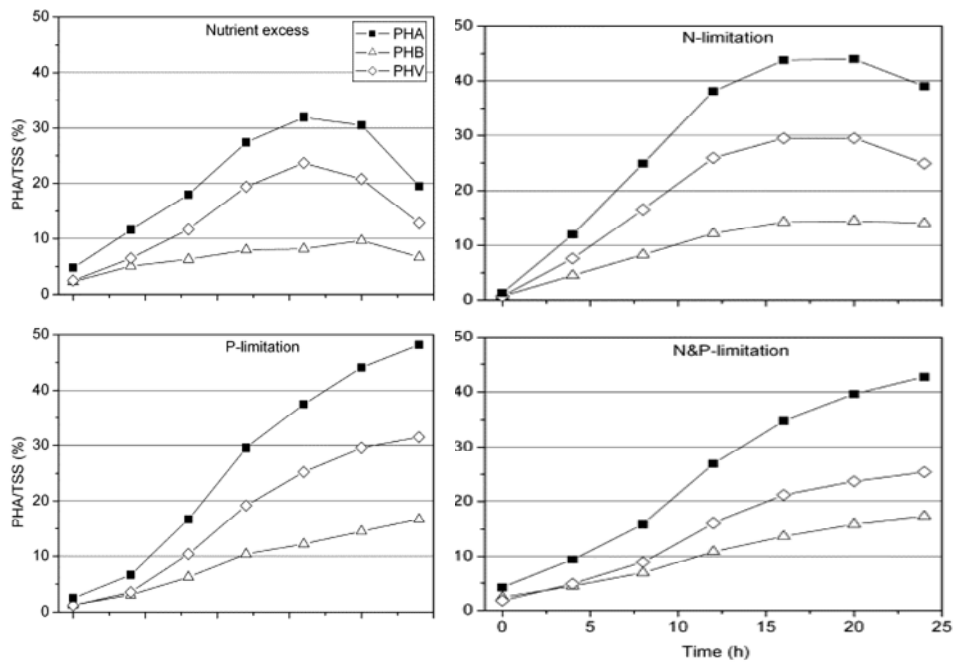 Nutrient excess
PHA
PHB
PHV
PHA/TSS (%)
50
40
30
20
10
0
N-limitation
50
40
30
20
10
0
P-limitation
PHA/TSS (%)
50
40
30
20
10
0
N&P-limitation
50
40
30
20
10
0
0 5 10 15 20 25
Time (h)